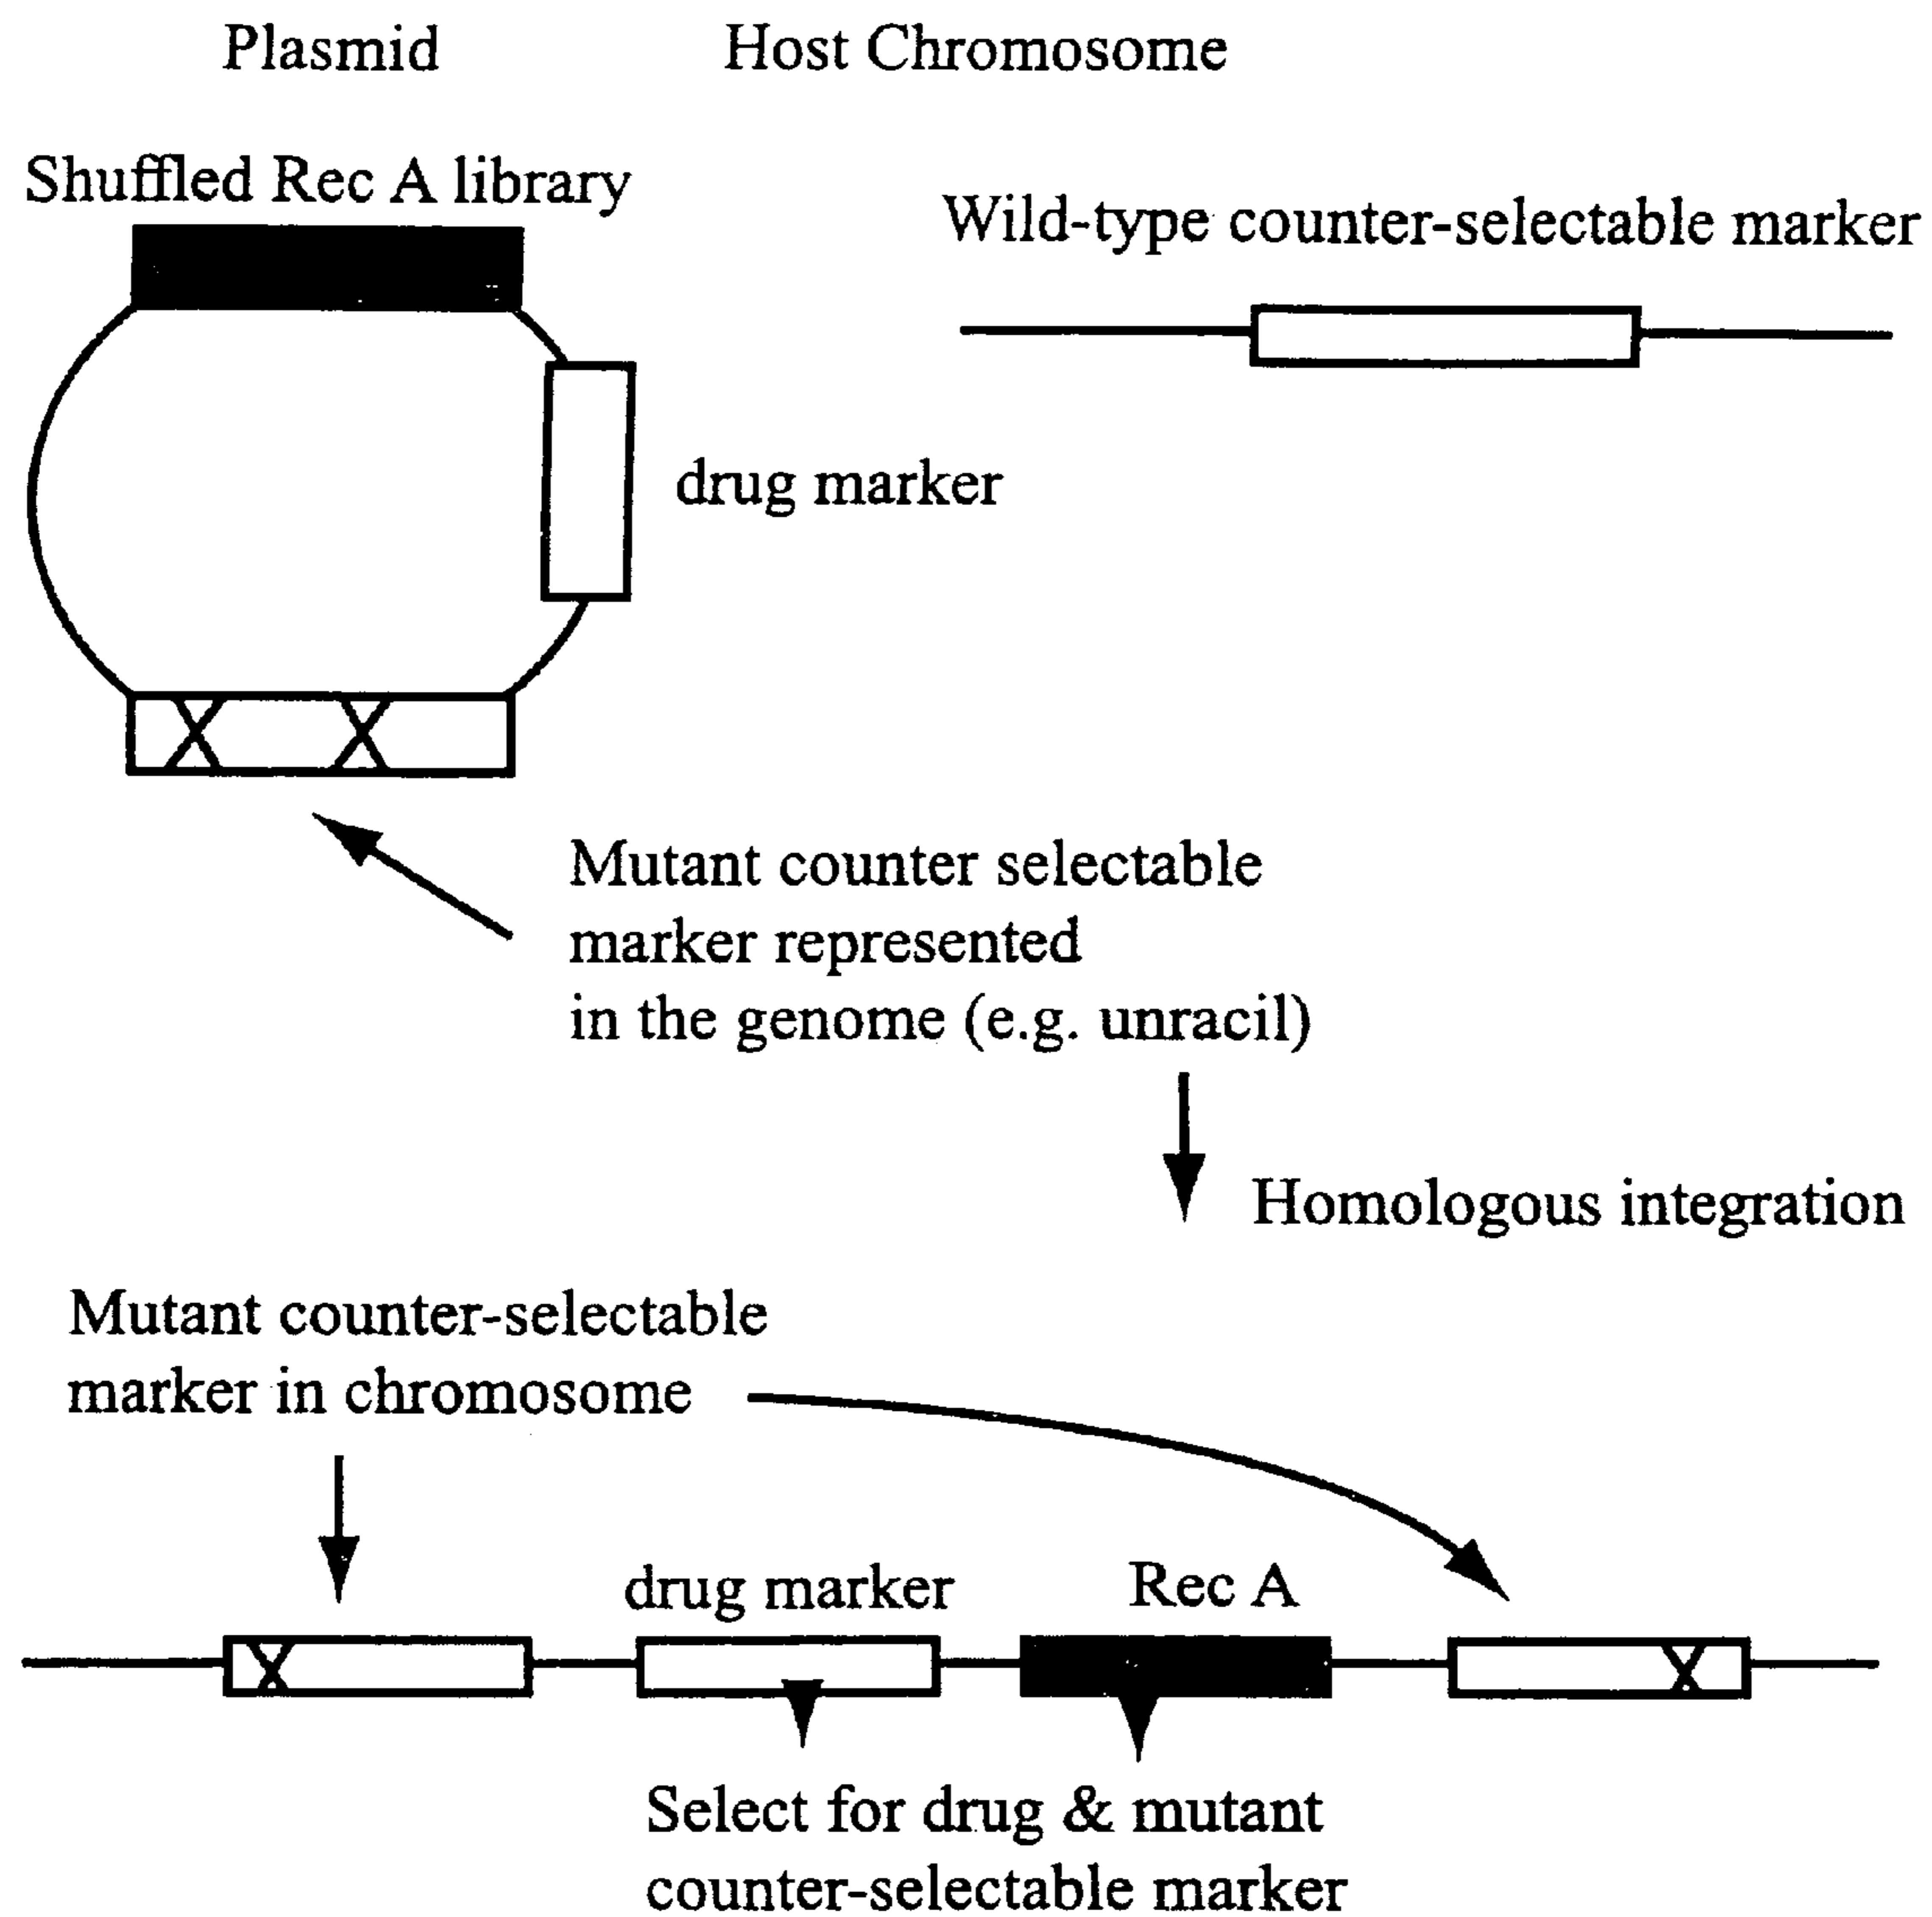 Plasmid
Host Chromosome
Shuffled Rec A library
Wild-type counter-selectable marker
drug marker
Mutant counter selectable
marker represented
in the genome (e.g. unracil)
Homologous integration
Mutant counter-selectable
marker in chromosome
drug marker
Rec A
Select for drug & mutant
counter-selectable marker